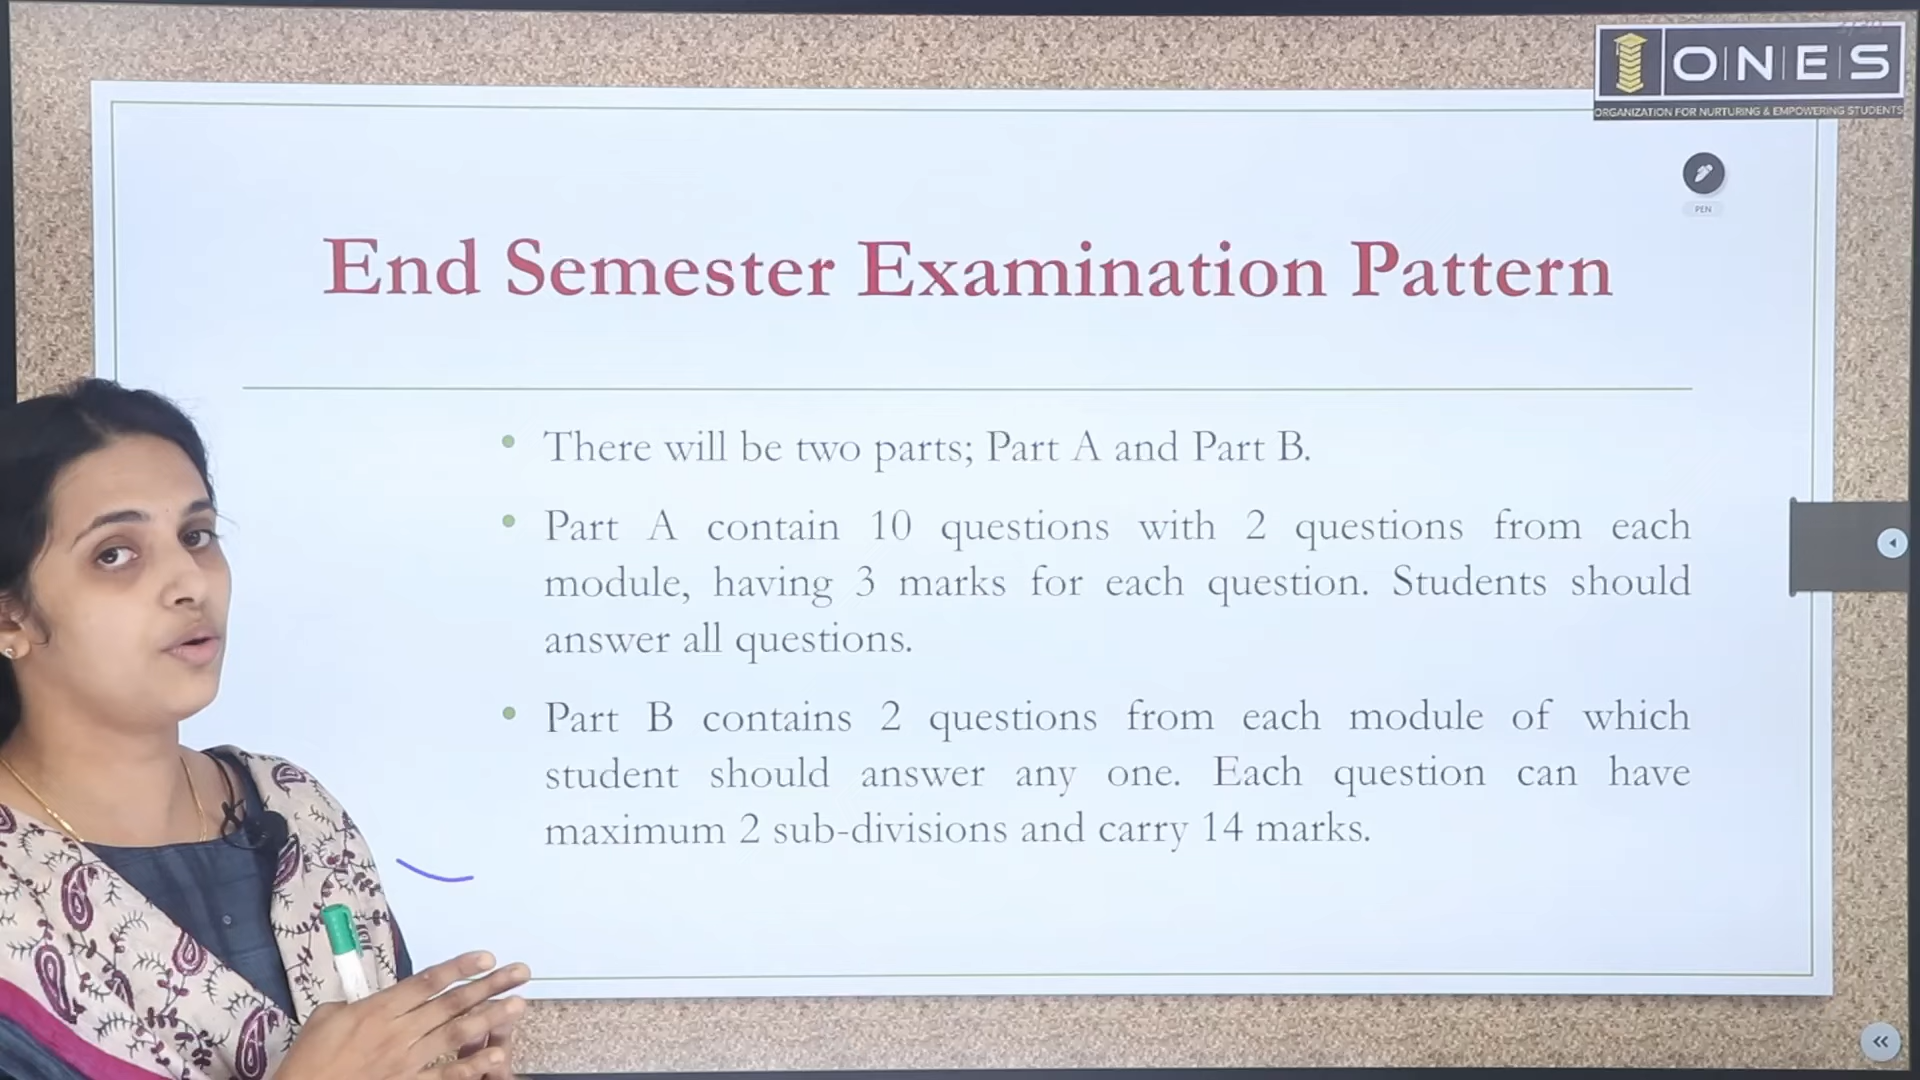 O|N|E|S
ORGANIZATION FOR NURTURING & EMPOWERING STUDENTS
PEN
End Semester Examination Pattern
• There will be two parts; Part A and Part B.
• Part A contain 10 questions with 2 questions from each
module, having 3 marks for each question. Students should
answer all questions.
• Part B contains 2 questions from each module of which
student should answer any one. Each question can have
maximum 2 sub-divisions and carry 14 marks.